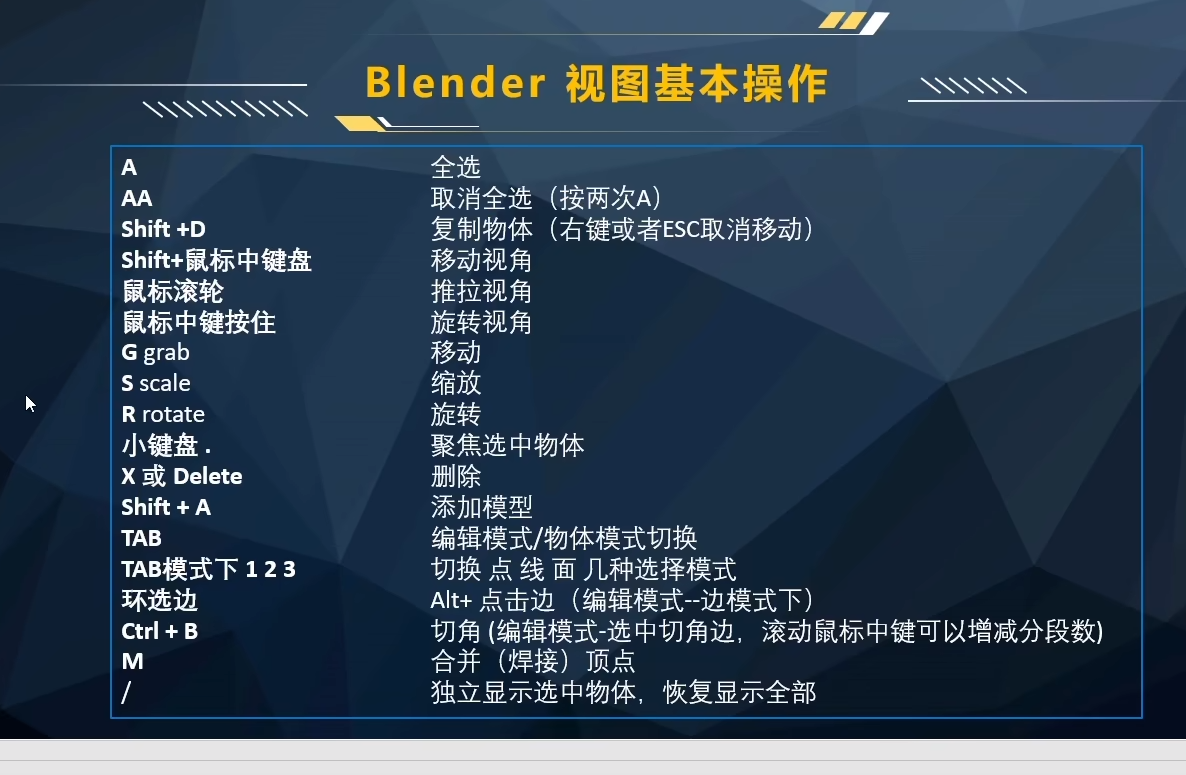 Blender 视图基本操作
A 全选
AA 取消全选（按两次A）
Shift +D 复制物体（右键或者ESC取消移动）
Shift+鼠标中键盘 移动视角
鼠标滚轮 推拉视角
鼠标中键按住 旋转视角
G grab 移动
S scale 缩放
R rotate 旋转
小键盘 . 聚焦选中物体
X 或 Delete 删除
Shift + A 添加模型
TAB 编辑模式/物体模式切换
TAB模式下 1 2 3 切换 点 线 面 几种选择模式
环选边 Alt+ 点击边（编辑模式--边模式下）
Ctrl + B 切角 (编辑模式-选中切角边，滚动鼠标中键可以增减分段数)
M 合并（焊接）顶点
/ 独立显示选中物体，恢复显示全部